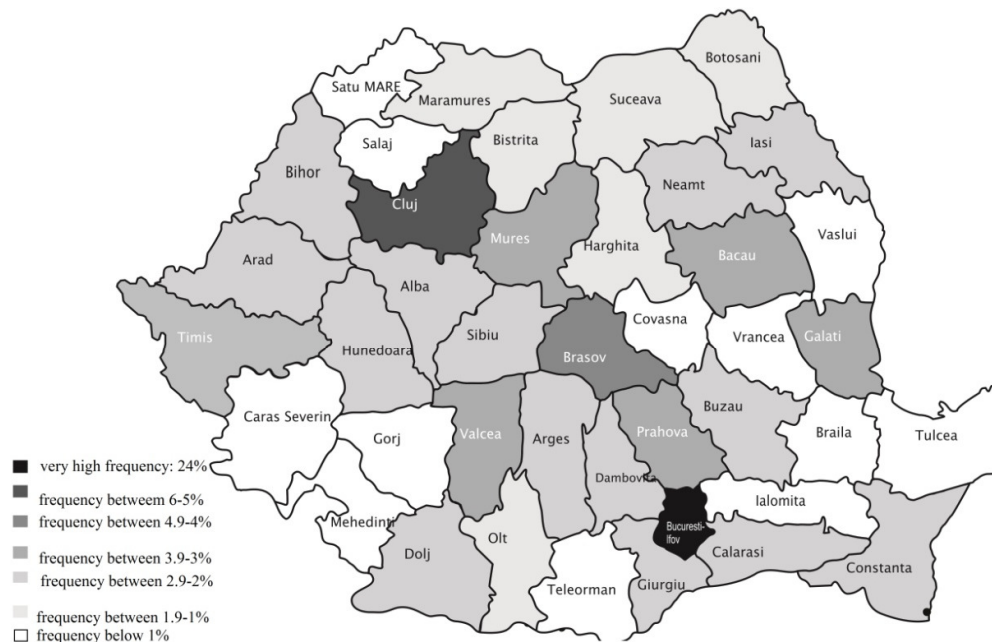 Botosani
Satu MARE
Maramures
Suceava
Salaj
Bistrita
Iasi
Bihor
Neamt
Cluj
Mures
Vaslui
Harghita
Bacau
Arad
Alba
Covasna
Timis
Hunedoara
Sibiu
Vrancea
Galati
Brasov
Buzau
Caras Severin
Valcea
Gorj
Arges
Prahova
Braila
Tulcea
Dambovita
Ialomita
Mehedinti
Bucuresti-
Ifov
Dolj
Olt
Calarasi
Constanta
Teleorman
Giurgiu
very high frequency: 24%
frequency between 6-5%
frequency between 4.9-4%
frequency between 3.9-3%
frequency between 2.9-2%
frequency between 1.9-1%
frequency below 1%